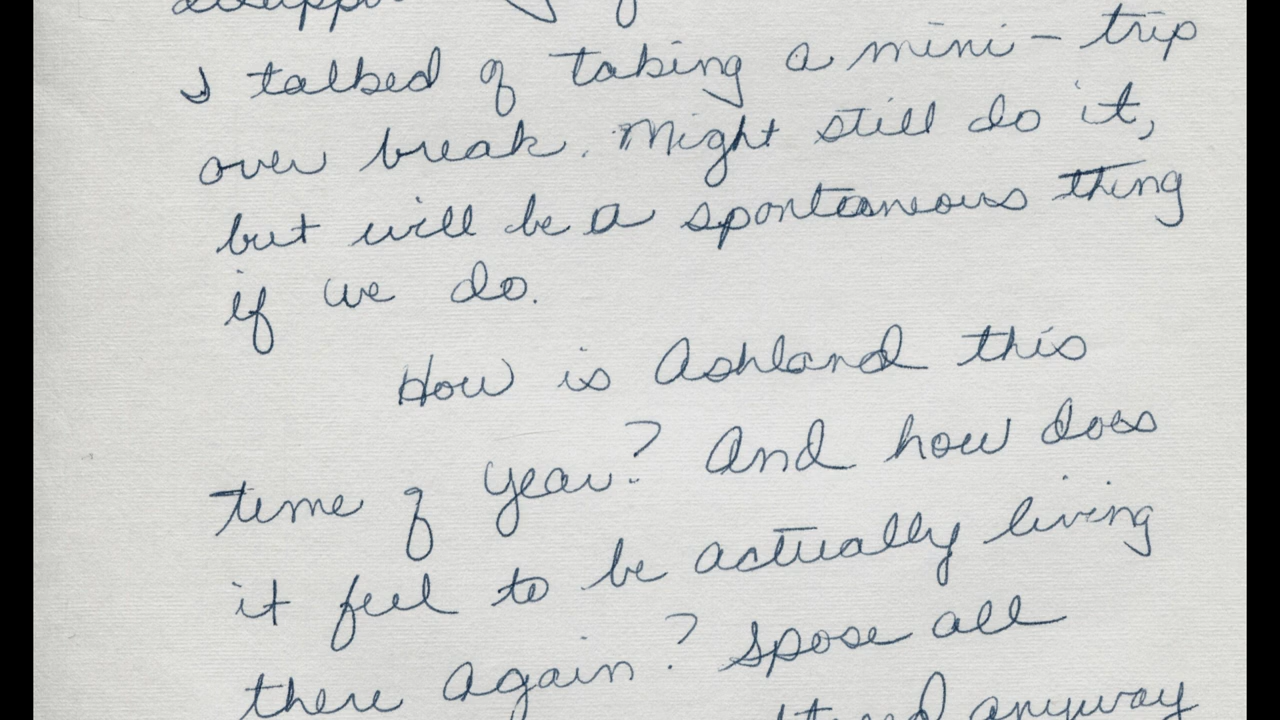 I talked of taking a mini-trip
over break. Might still do it,
but will be a spontaneous thing
if we do.
How is Ashland this
time of year? And how does
it feel to be actually living
there again? Spose all
anyway